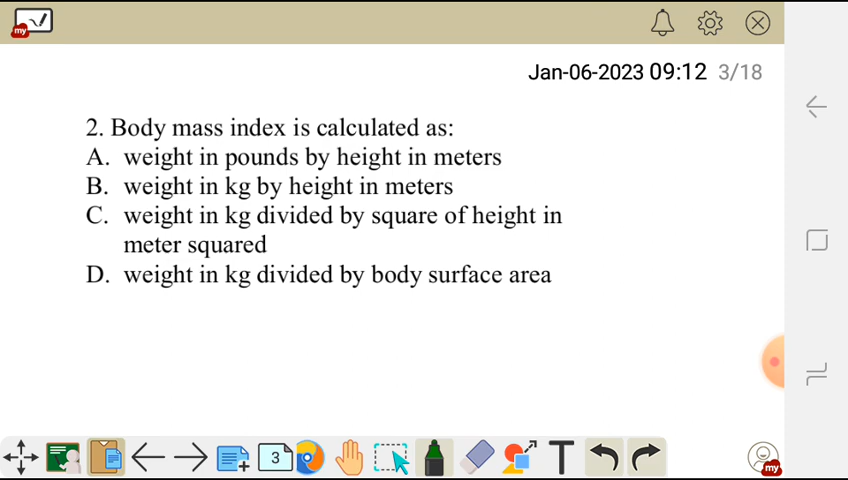 my
Jan-06-2023 09:12 3/18
2. Body mass index is calculated as:
A. weight in pounds by height in meters
B. weight in kg by height in meters
C. weight in kg divided by square of height in
meter squared
D. weight in kg divided by body surface area
3
T
my